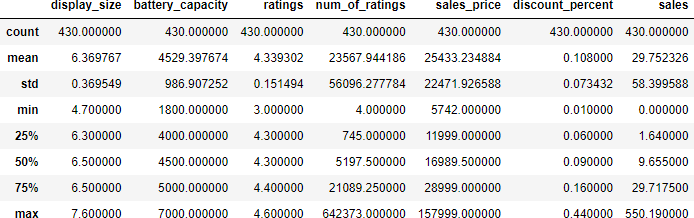 display_size battery_capacity ratings num_of_ratings sales_price discount_percent sales
count 430.000000 430.000000 430.000000 430.000000 430.000000 430.000000 430.000000
mean 6.369767 4529.397674 4.339302 23567.944186 25433.234884 0.108000 29.752326
std 0.369549 986.907252 0.151494 56096.277784 22471.926588 0.073432 58.399588
min 4.700000 1800.000000 3.000000 4.000000 5742.000000 0.010000 0.000000
25% 6.300000 4000.000000 4.300000 745.000000 11999.000000 0.060000 1.640000
50% 6.500000 4500.000000 4.300000 5197.500000 16989.500000 0.090000 9.655000
75% 6.500000 5000.000000 4.400000 21089.250000 28999.000000 0.160000 29.717500
max 7.600000 7000.000000 4.600000 642373.000000 157999.000000 0.440000 550.190000